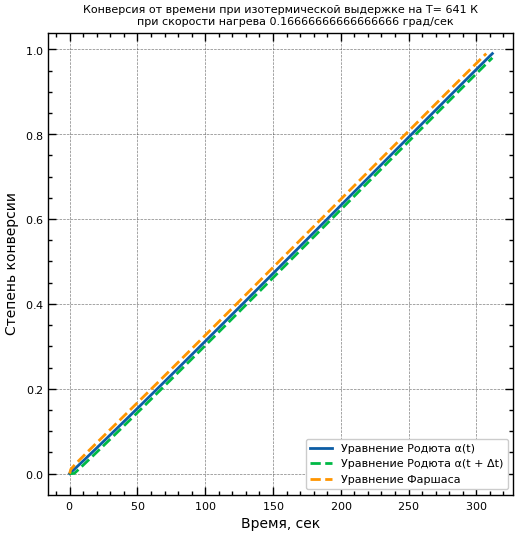 Конверсия от времени при изотермической выдержке на T= 641 К
при скорости нагрева 0.16666666666666666 град/сек
Степень конверсии
1.0
0.8
0.6
0.4
0.2
0.0
0
50
100
150
200
250
300
Время, сек
Уравнение Родюта α(t)
Уравнение Родюта α(t + Δt)
Уравнение Фаршаса